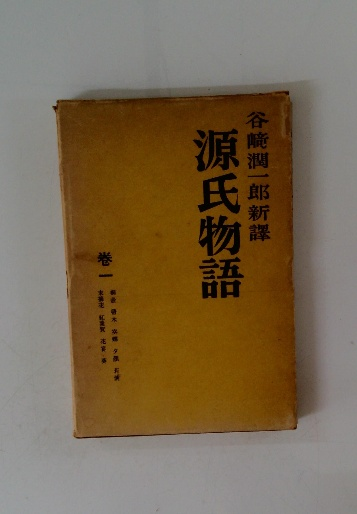 谷崎潤一郎新譯
源氏物語
巻一
桐壺 帚木 空蟬 夕顔 若紫
末摘花 紅葉賀 花宴 葵